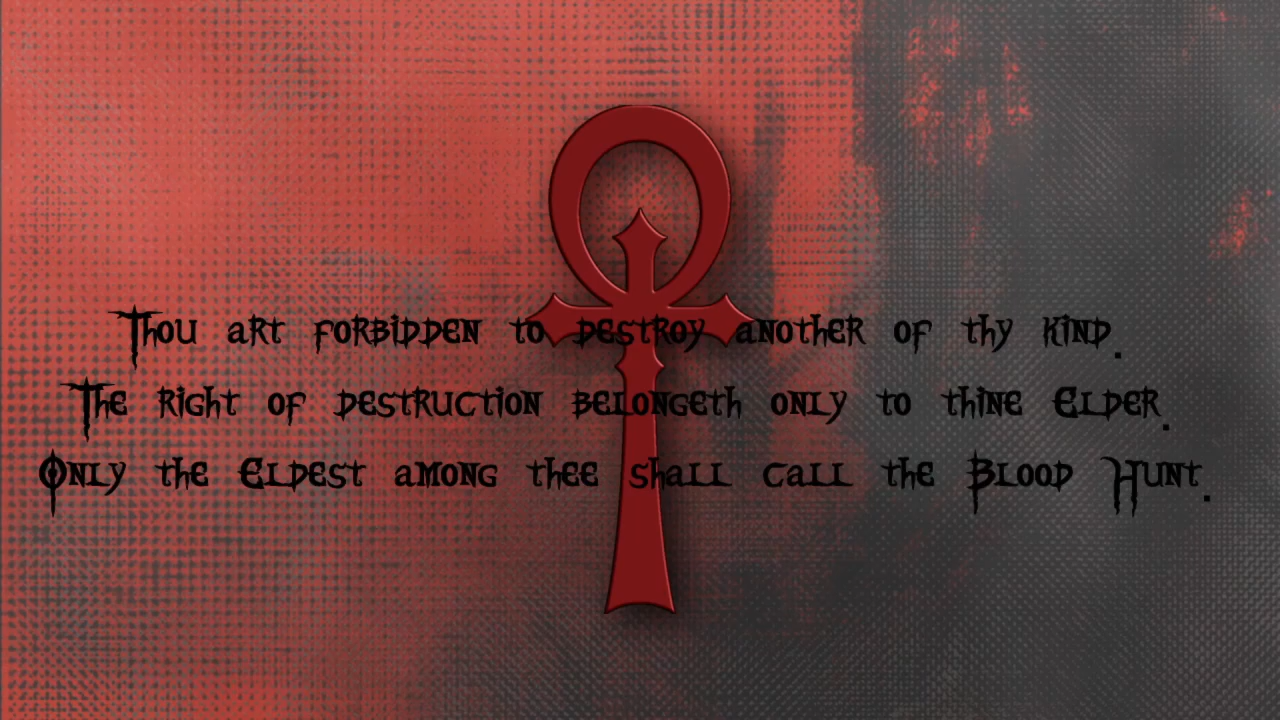 Thou art forbidden to destroy another of thy kind.
The right of destruction belongeth only to thine Elder.
Only the Eldest among thee shall call the Blood Hunt.